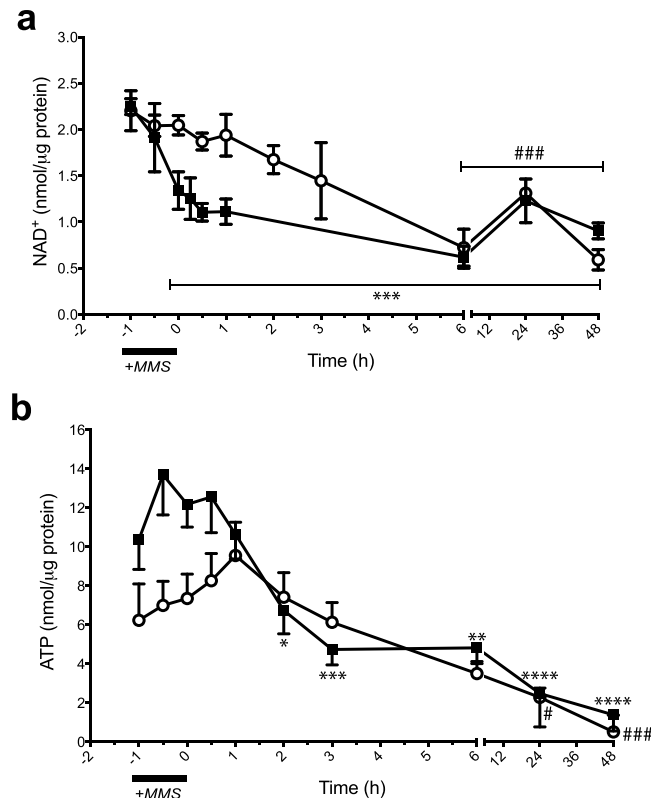 a
3.0
2.5
2.0
1.5
1.0
0.5
0.0
NAD+ (nmol/µg protein)
###
***
-2 -1 0 1 2 3 4 5 6 12 24 36 48
+MMS
Time (h)
b
16
14
12
10
8
6
4
2
0
ATP (nmol/µg protein)
*
***
**
****
#
****
###
-2 -1 0 1 2 3 4 5 6 12 24 36 48
+MMS
Time (h)